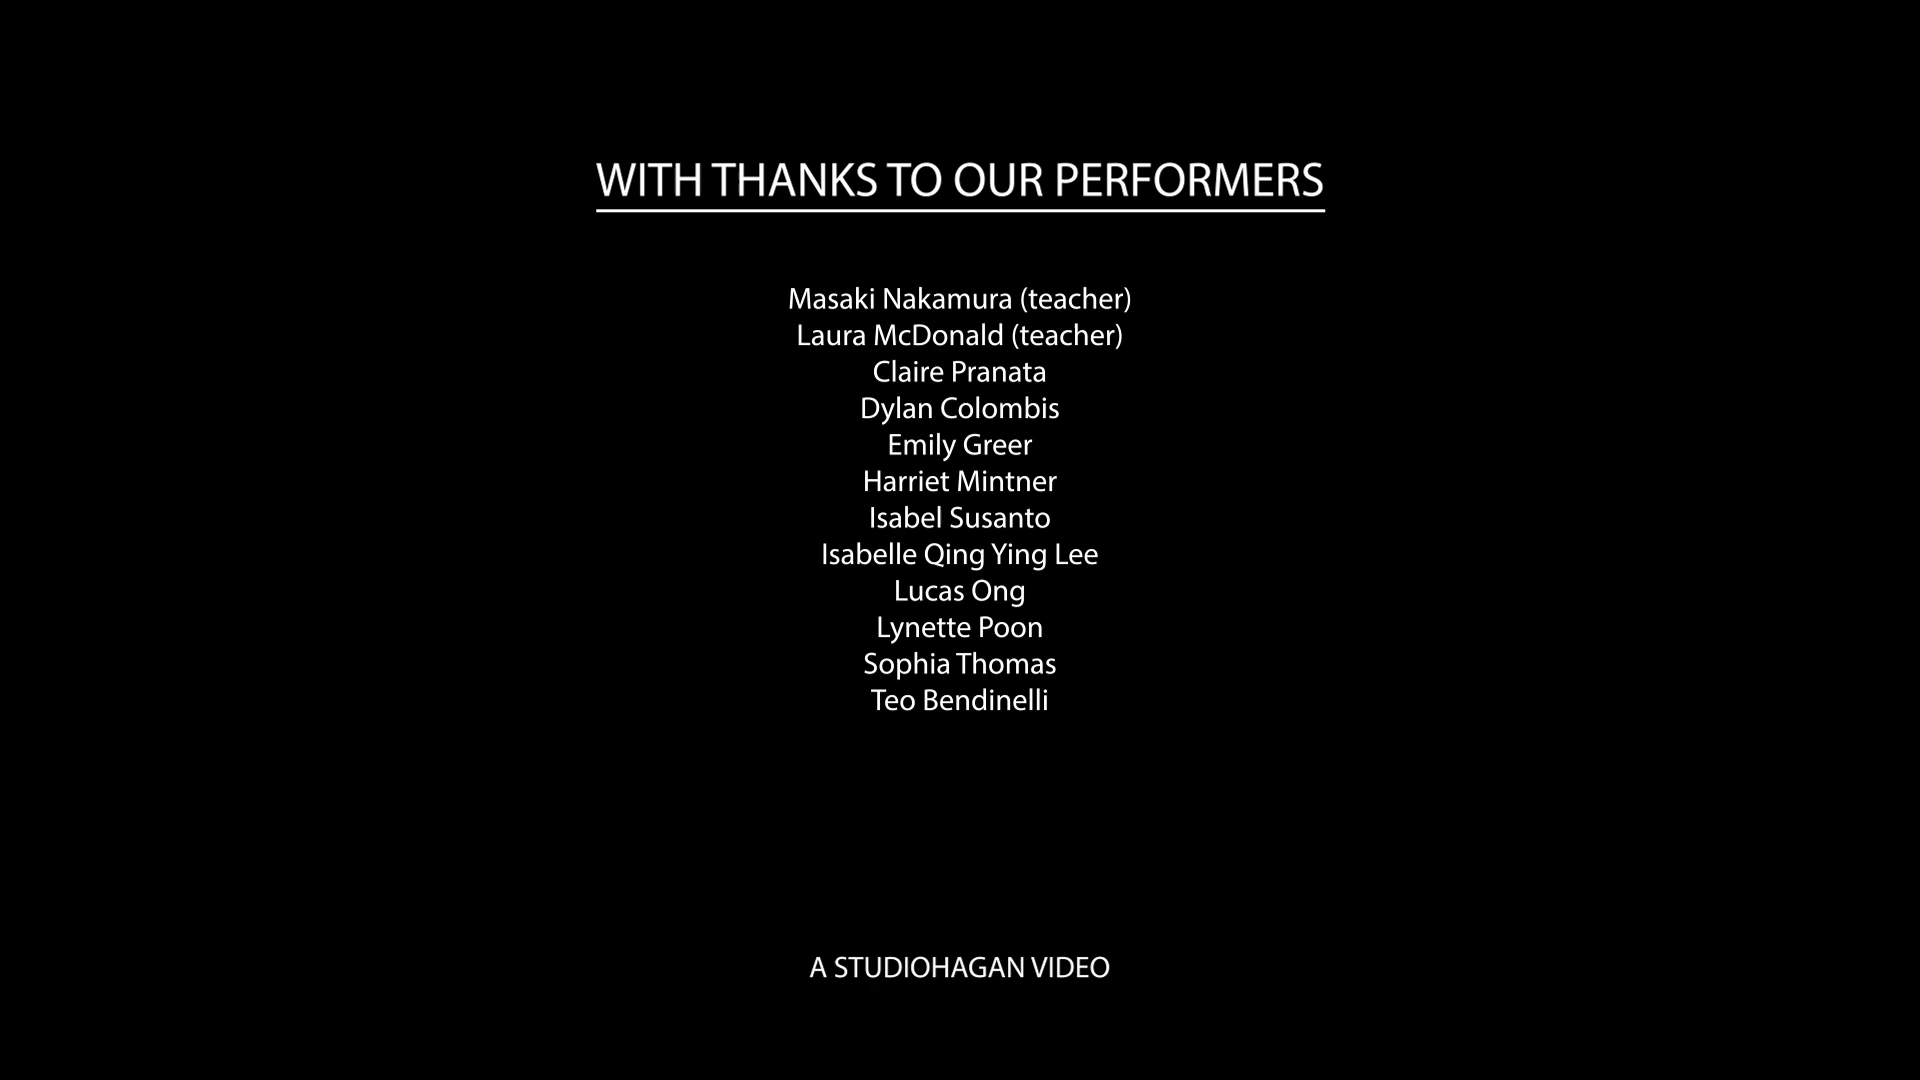 WITH THANKS TO OUR PERFORMERS
Masaki Nakamura (teacher)
Laura McDonald (teacher)
Claire Pranata
Dylan Colombis
Emily Greer
Harriet Mintner
Isabel Susanto
Isabelle Qing Ying Lee
Lucas Ong
Lynette Poon
Sophia Thomas
Teo Bendinelli
A STUDIOHAGAN VIDEO